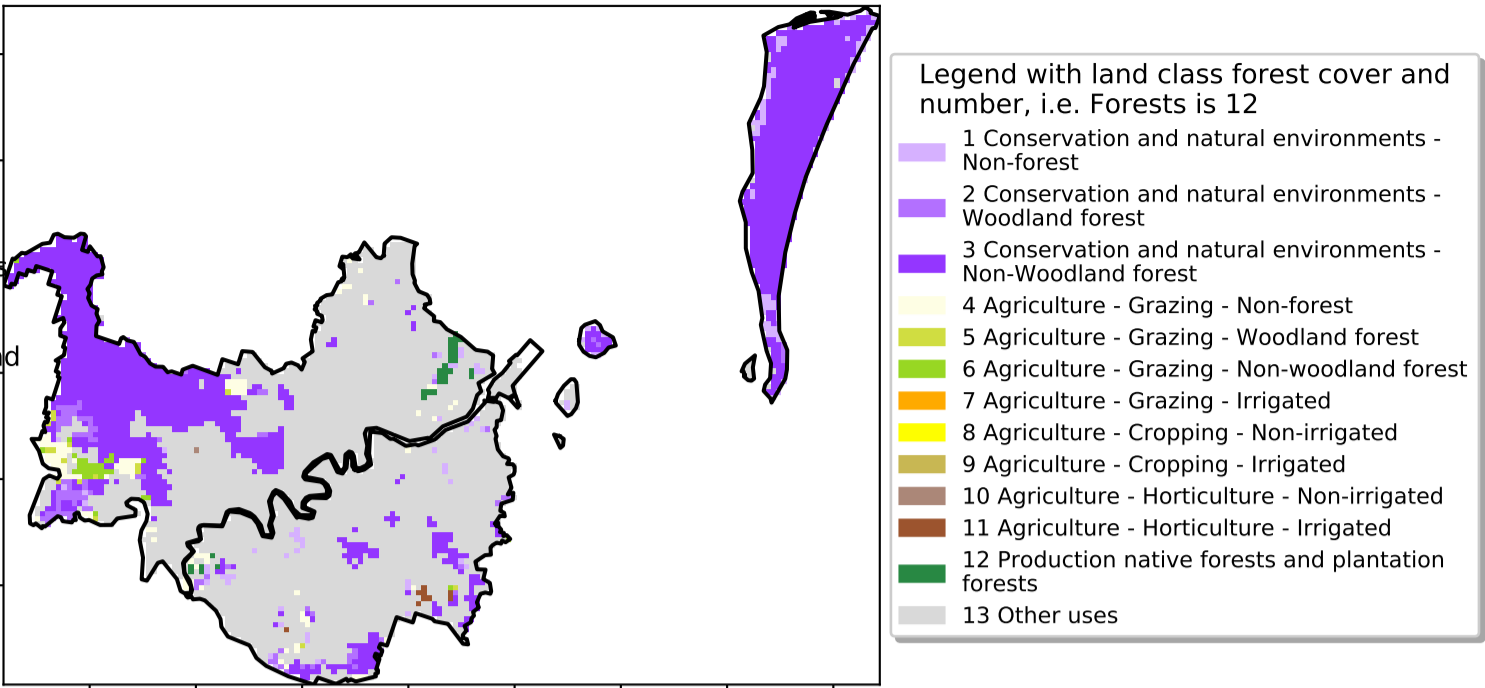 Legend with land class forest cover and
number, i.e. Forests is 12
1 Conservation and natural environments -
Non-forest
2 Conservation and natural environments -
Woodland forest
3 Conservation and natural environments -
Non-Woodland forest
4 Agriculture - Grazing - Non-forest
5 Agriculture - Grazing - Woodland forest
6 Agriculture - Grazing - Non-woodland forest
7 Agriculture - Grazing - Irrigated
8 Agriculture - Cropping - Non-irrigated
9 Agriculture - Cropping - Irrigated
10 Agriculture - Horticulture - Non-irrigated
11 Agriculture - Horticulture - Irrigated
12 Production native forests and plantation
forests
13 Other uses